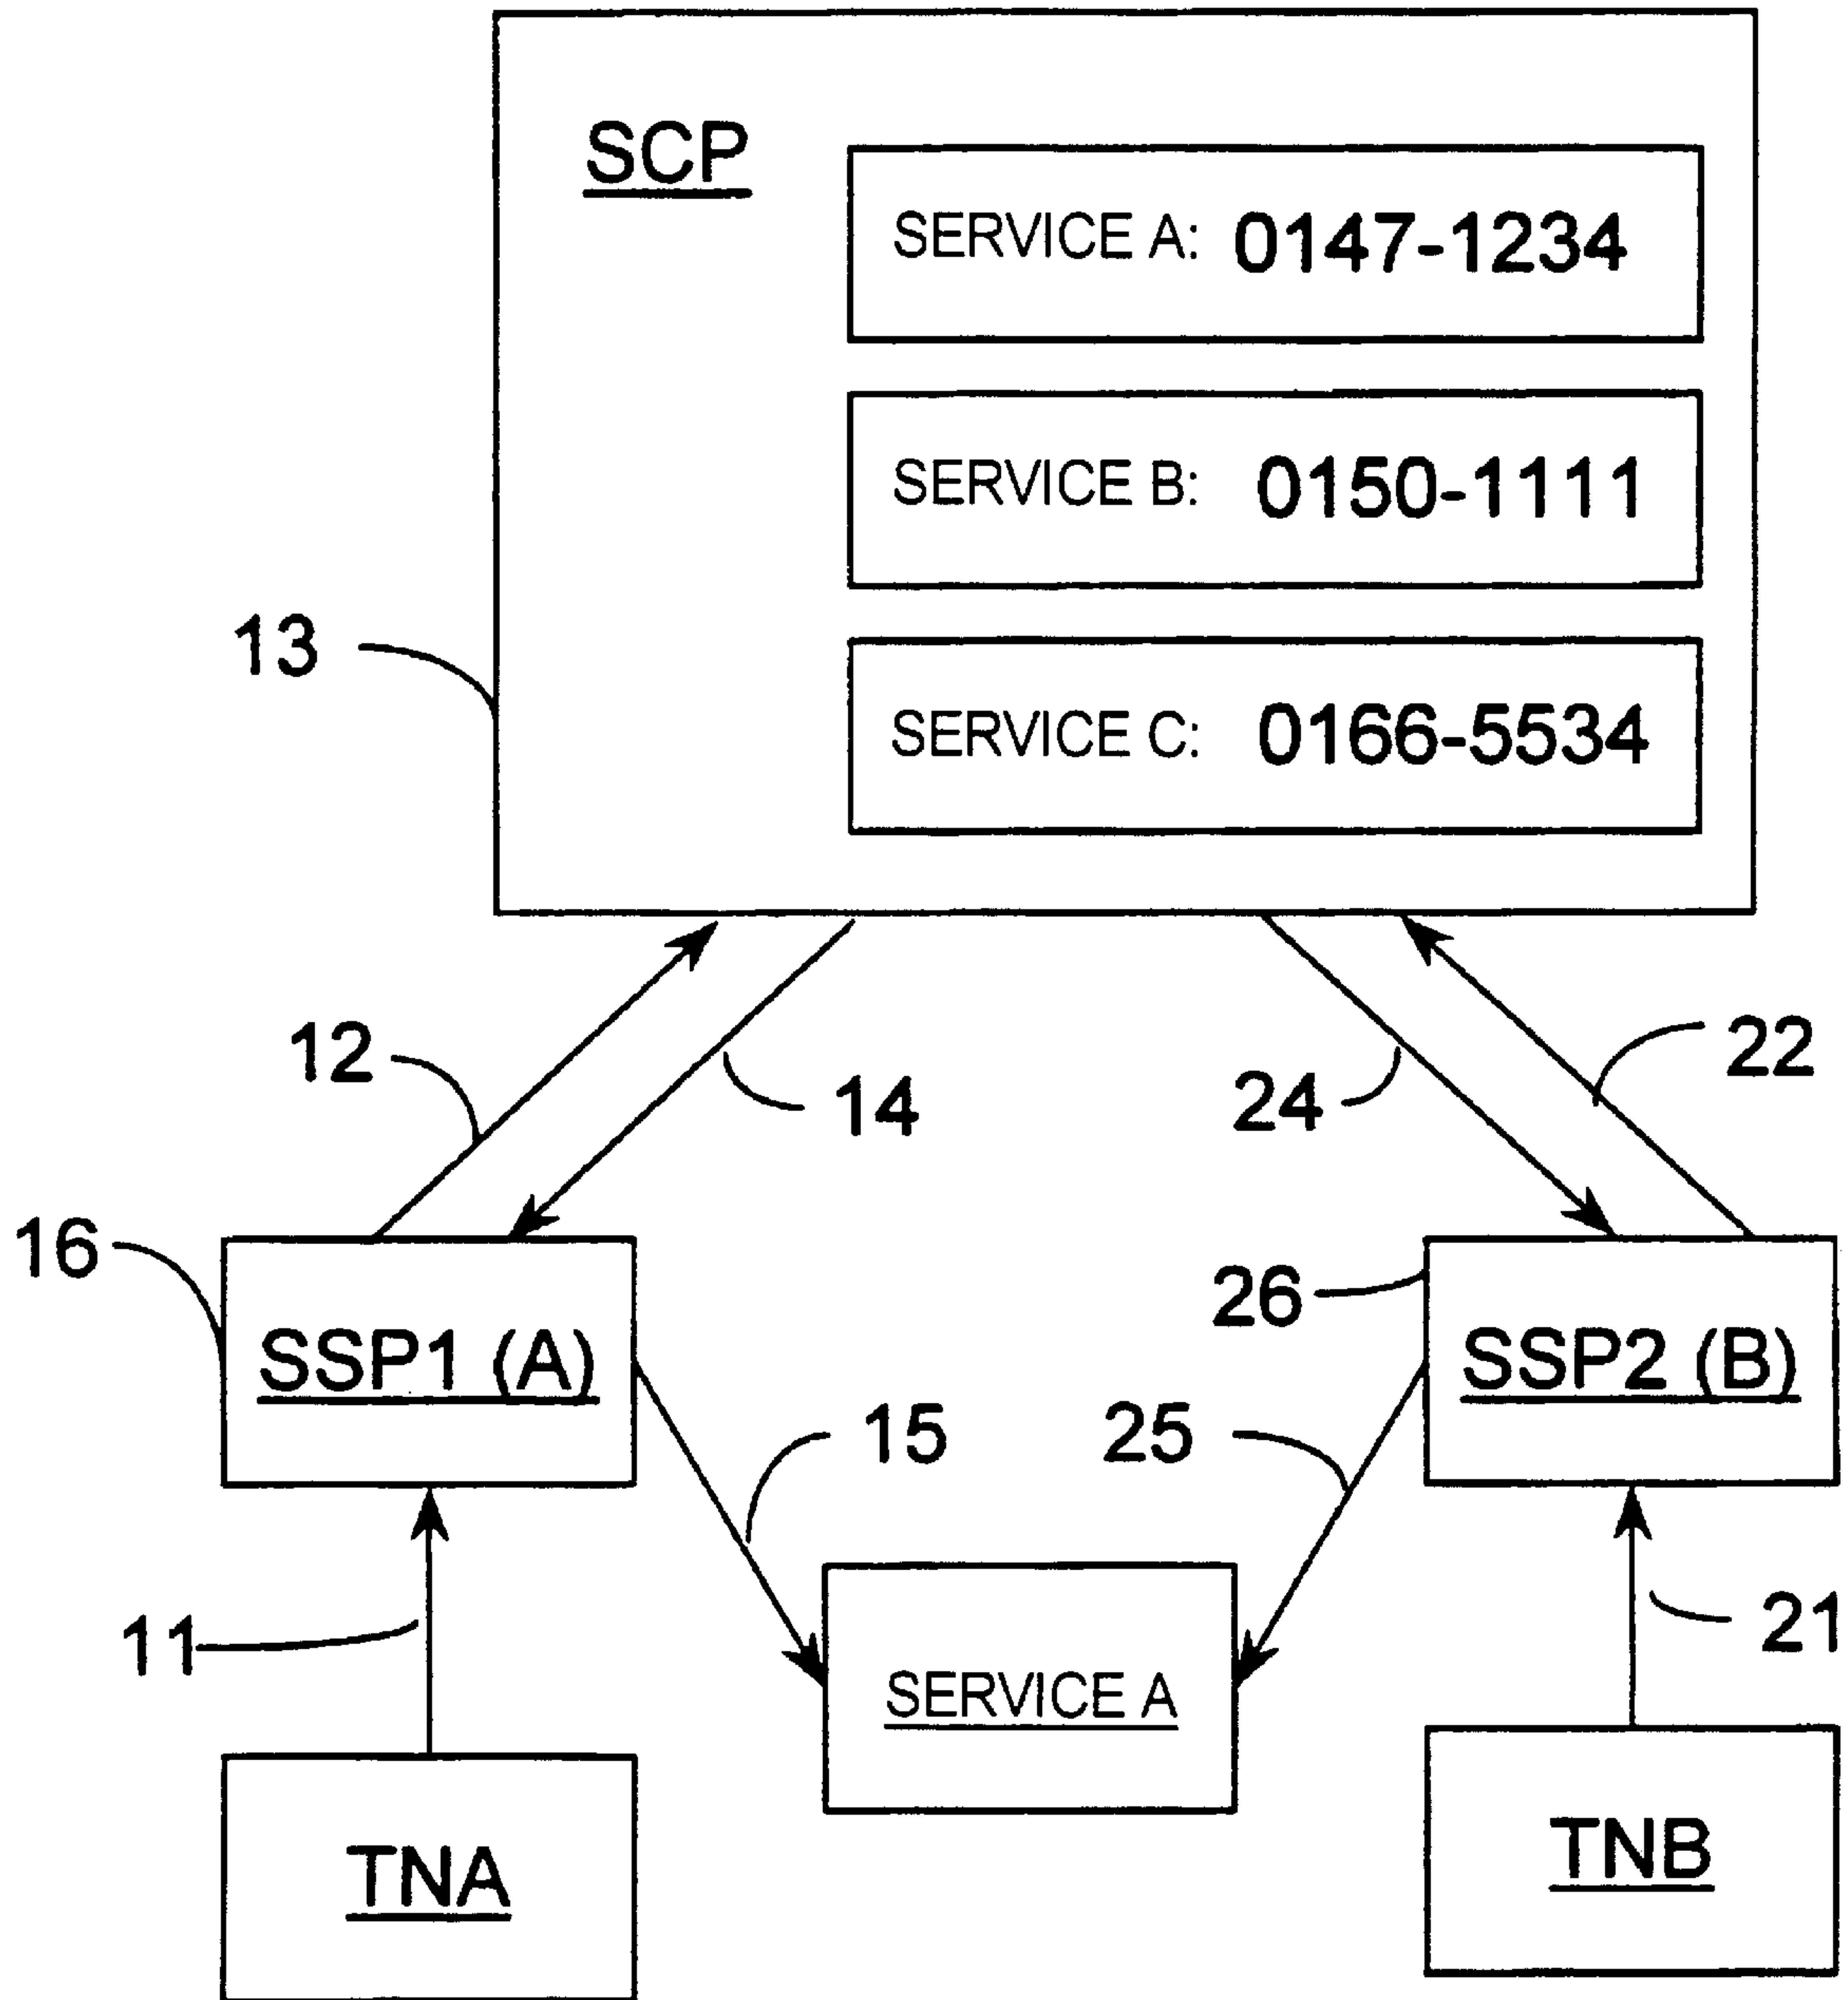 SCP
SERVICE A: 0147-1234
SERVICE B: 0150-1111
13
SERVICE C: 0166-5534
12
14
24
22
16
SSP1 (A)
26
SSP2 (B)
15
25
11
SERVICE A
21
TNA
TNB